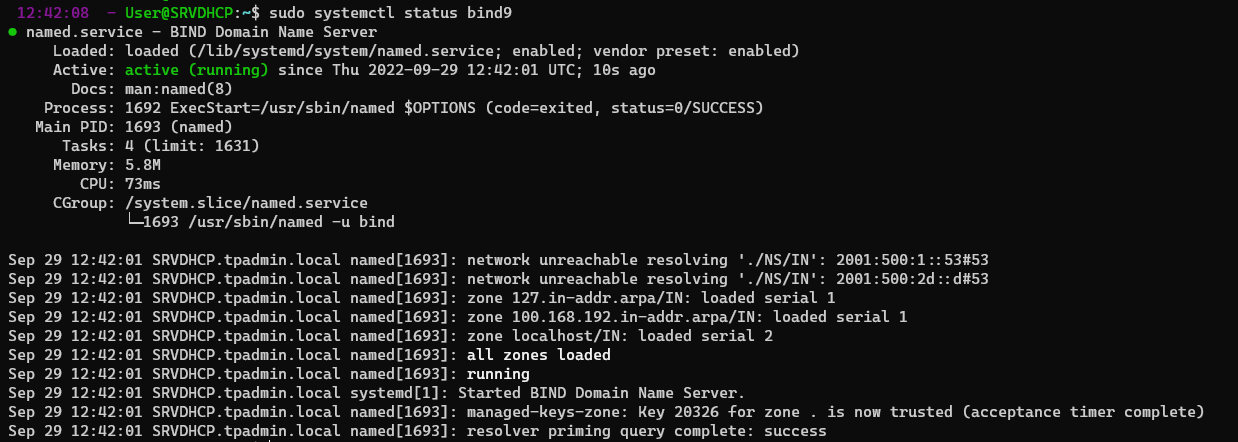 12:42:08 - User@SRVDHCP:~$ sudo systemctl status bind9
● named.service - BIND Domain Name Server
Loaded: loaded (/lib/systemd/system/named.service; enabled; vendor preset: enabled)
Active: active (running) since Thu 2022-09-29 12:42:01 UTC; 10s ago
Docs: man:named(8)
Process: 1692 ExecStart=/usr/sbin/named $OPTIONS (code=exited, status=0/SUCCESS)
Main PID: 1693 (named)
Tasks: 4 (limit: 1631)
Memory: 5.8M
CPU: 73ms
CGroup: /system.slice/named.service
└─1693 /usr/sbin/named -u bind
Sep 29 12:42:01 SRVDHCP.tpadmin.local named[1693]: network unreachable resolving './NS/IN': 2001:500:1::53#53
Sep 29 12:42:01 SRVDHCP.tpadmin.local named[1693]: network unreachable resolving './NS/IN': 2001:500:2d::d#53
Sep 29 12:42:01 SRVDHCP.tpadmin.local named[1693]: zone 127.in-addr.arpa/IN: loaded serial 1
Sep 29 12:42:01 SRVDHCP.tpadmin.local named[1693]: zone 100.168.192.in-addr.arpa/IN: loaded serial 1
Sep 29 12:42:01 SRVDHCP.tpadmin.local named[1693]: zone localhost/IN: loaded serial 2
Sep 29 12:42:01 SRVDHCP.tpadmin.local named[1693]: all zones loaded
Sep 29 12:42:01 SRVDHCP.tpadmin.local named[1693]: running
Sep 29 12:42:01 SRVDHCP.tpadmin.local systemd[1]: Started BIND Domain Name Server.
Sep 29 12:42:01 SRVDHCP.tpadmin.local named[1693]: managed-keys-zone: Key 20326 for zone . is now trusted (acceptance timer complete)
Sep 29 12:42:01 SRVDHCP.tpadmin.local named[1693]: resolver priming query complete: success